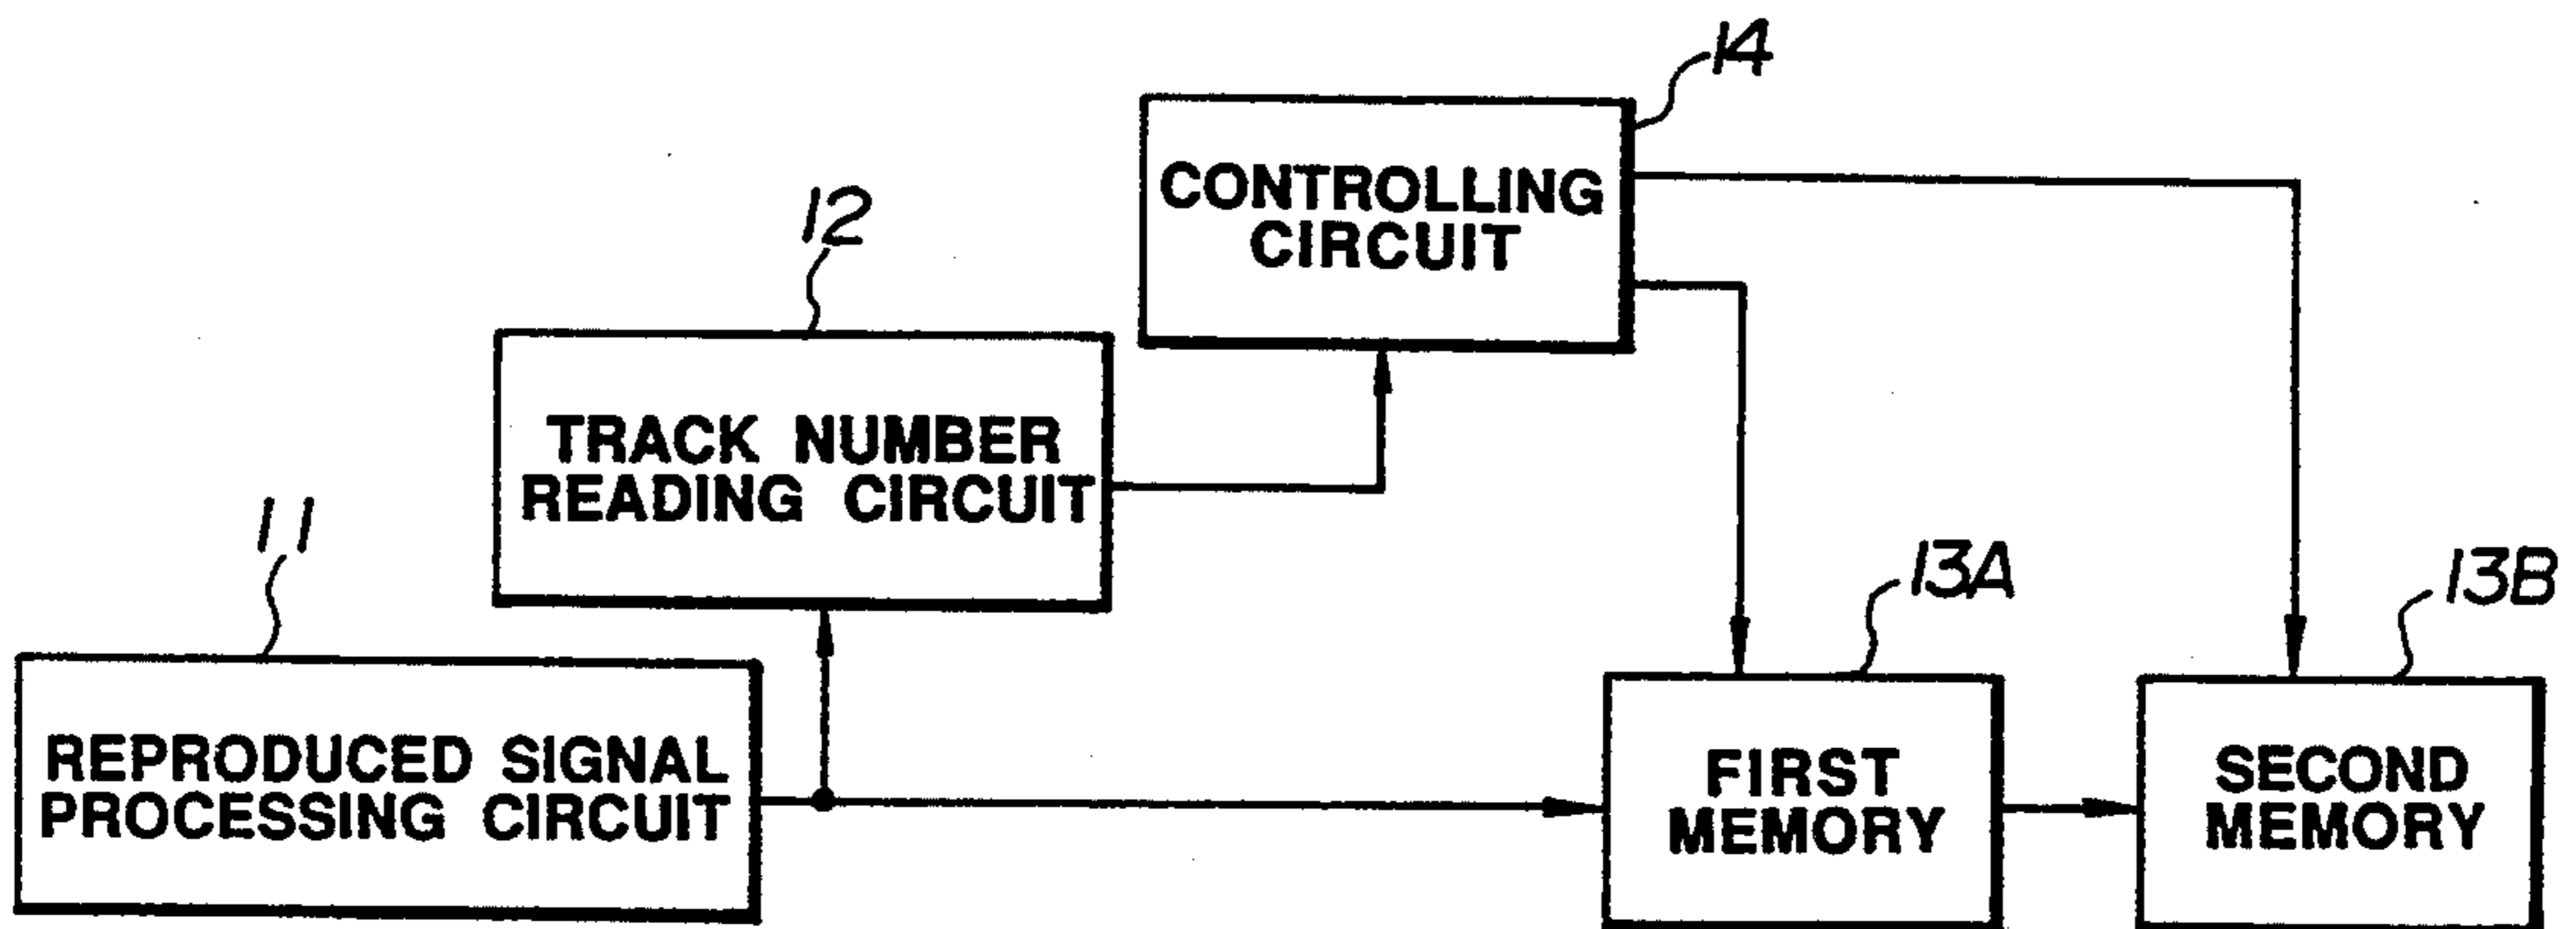 14
CONTROLLING
CIRCUIT
12
TRACK NUMBER
READING CIRCUIT
11
REPRODUCED SIGNAL
PROCESSING CIRCUIT
13A
FIRST
MEMORY
13B
SECOND
MEMORY